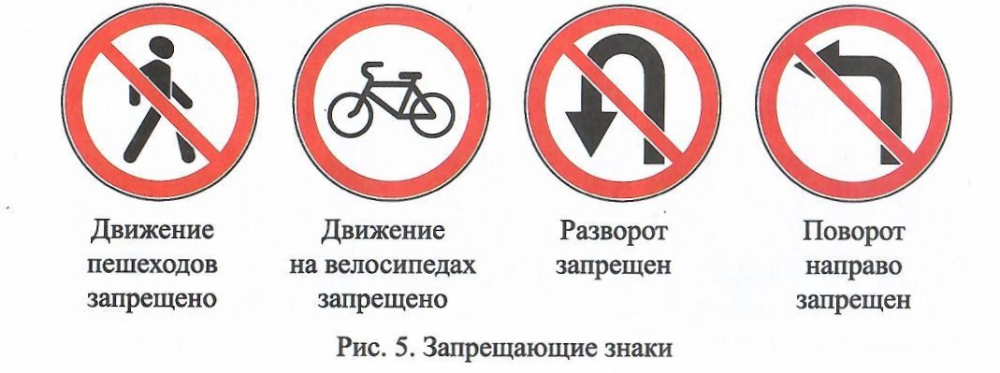 Движение
пешеходов
запрещено
Движение
на велосипедах
запрещено
Разворот
запрещен
Поворот
направо
запрещен
Рис. 5. Запрещающие знаки